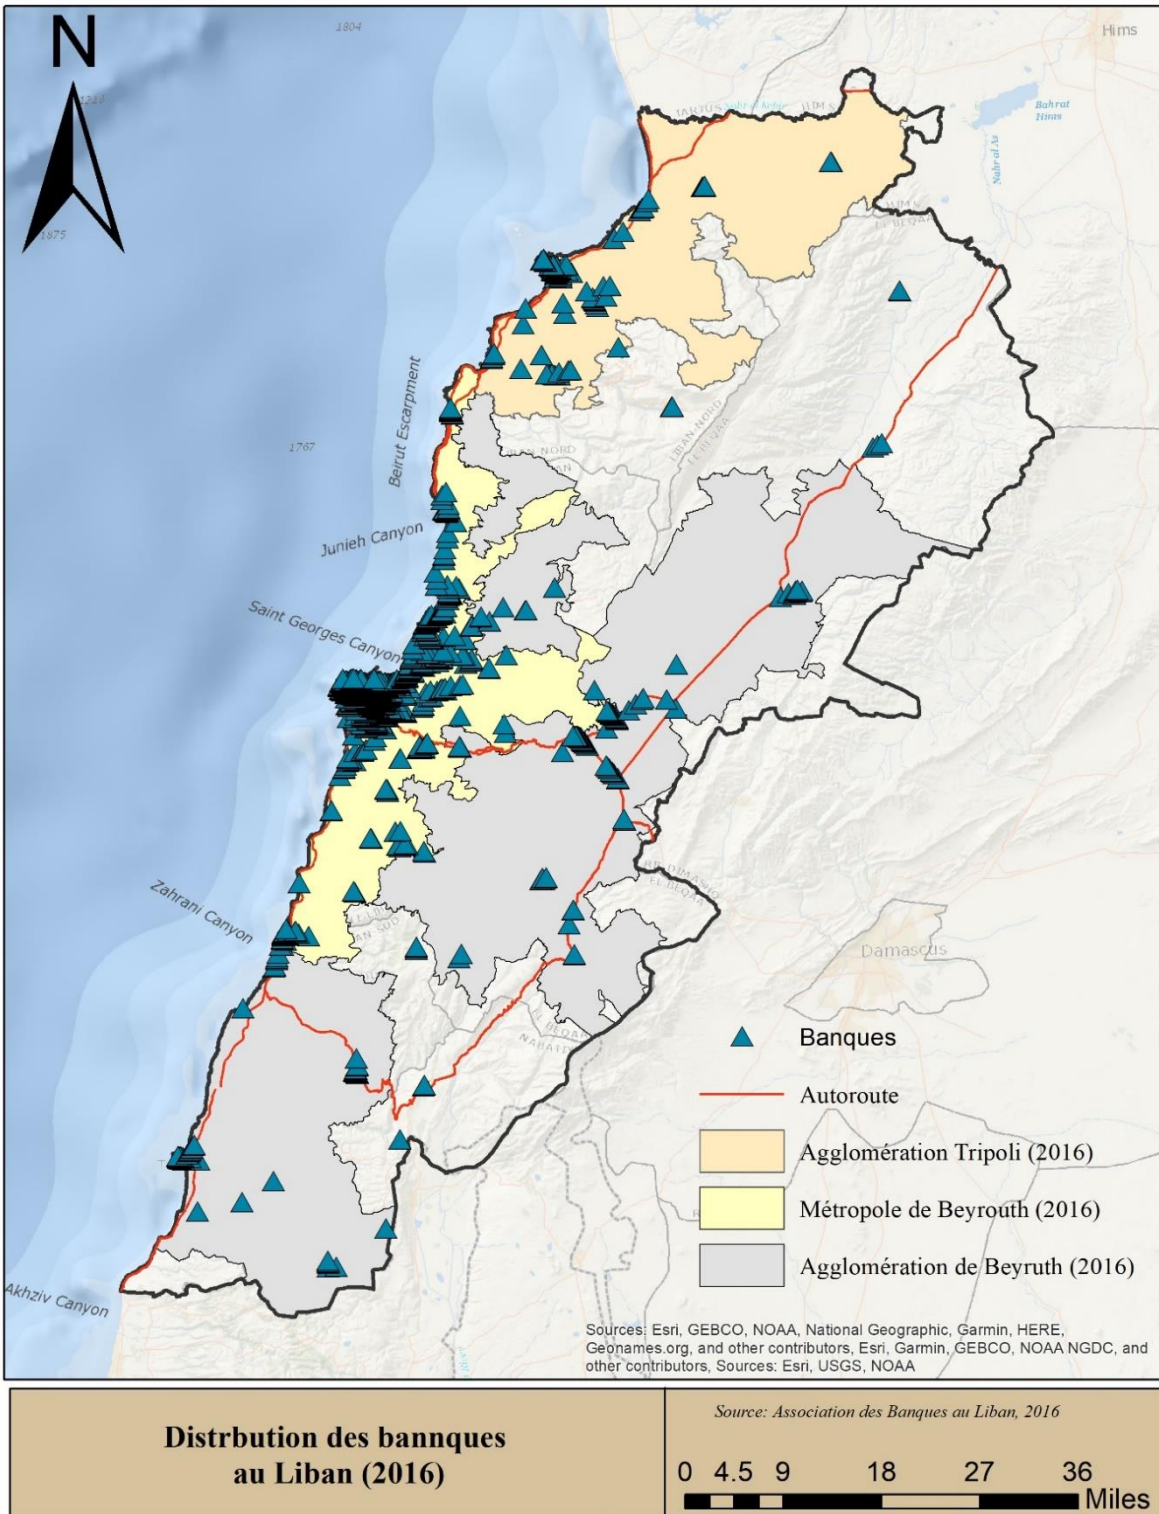 N
1804
Hims
1875
1767
Nahr al As
Bahrat
Hims
Beirut Escarpment
Junieh Canyon
Saint Georges Canyon
Zahrani Canyon
Akhziv Canyon
Damascus
Banques
Autoroute
Agglomération Tripoli (2016)
Métropole de Beyrouth (2016)
Agglomération de Beyruth (2016)
Sources: Esri, GEBCO, NOAA, National Geographic, Garmin, HERE,
Geonames.org, and other contributors, Esri, Garmin, GEBCO, NOAA NGDC, and
other contributors, Sources: Esri, USGS, NOAA
Distrbution des bannques
au Liban (2016)
Source: Association des Banques au Liban, 2016
0 4.5 9 18 27 36
Miles